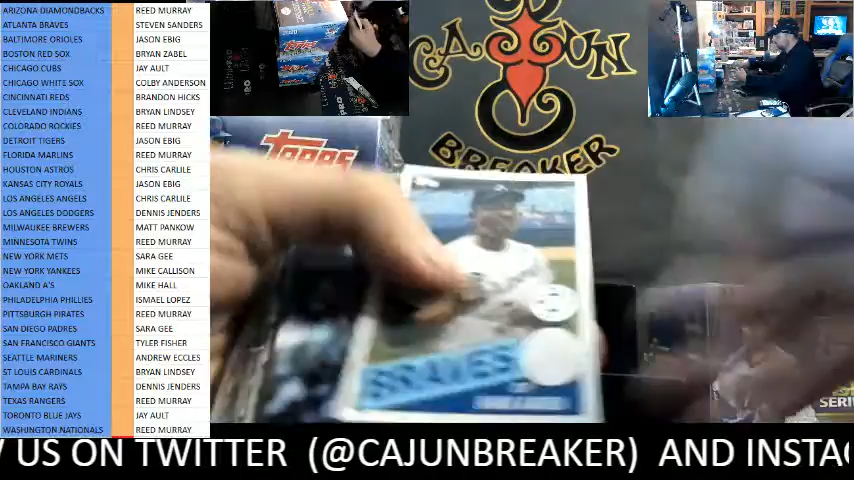 ARIZONA DIAMONDBACKS REED MURRAY
ATLANTA BRAVES STEVEN SANDERS
BALTIMORE ORIOLES JASON EBIG
BOSTON RED SOX BRYAN ZABEL
CHICAGO CUBS JAY AULT
CHICAGO WHITE SOX COLBY ANDERSON
CINCINNATI REDS BRANDON HICKS
CLEVELAND INDIANS BRYAN LINDSEY
COLORADO ROCKIES REED MURRAY
DETROIT TIGERS JASON EBIG
FLORIDA MARLINS REED MURRAY
HOUSTON ASTROS CHRIS CARLILE
KANSAS CITY ROYALS JASON EBIG
LOS ANGELES ANGELS CHRIS CARLILE
LOS ANGELES DODGERS DENNIS JENDERS
MILWAUKEE BREWERS MATT PANKOW
MINNESOTA TWINS REED MURRAY
NEW YORK METS SARA GEE
NEW YORK YANKEES MIKE CALLISON
OAKLAND A'S MIKE HALL
PHILADELPHIA PHILLIES ISMAEL LOPEZ
PITTSBURGH PIRATES REED MURRAY
SAN DIEGO PADRES SARA GEE
SAN FRANCISCO GIANTS TYLER FISHER
SEATTLE MARINERS ANDREW ECCLES
ST LOUIS CARDINALS BRYAN LINDSEY
TAMPA BAY RAYS DENNIS JENDERS
TEXAS RANGERS REED MURRAY
TORONTO BLUE JAYS JAY AULT
WASHINGTON NATIONALS REED MURRAY
2020
Topps
CAJUN
BREAKER
Topps
BRAVES
SERI
US ON TWITTER (@CAJUNBREAKER) AND INSTA